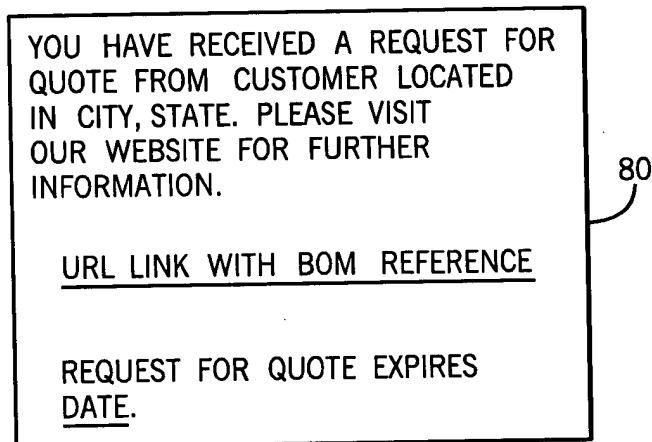 YOU HAVE RECEIVED A REQUEST FOR
QUOTE FROM CUSTOMER LOCATED
IN CITY, STATE. PLEASE VISIT
OUR WEBSITE FOR FURTHER
INFORMATION.
80
URL LINK WITH BOM REFERENCE
REQUEST FOR QUOTE EXPIRES
DATE.